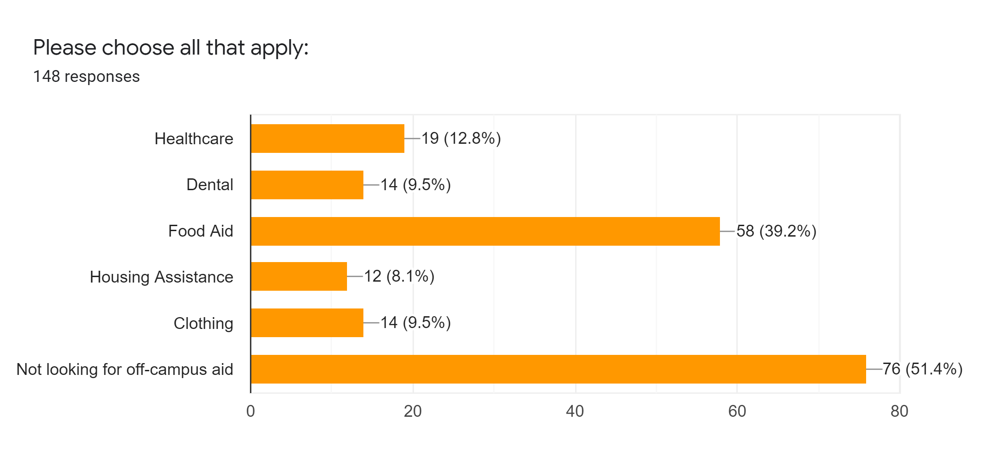 Please choose all that apply:
148 responses
Healthcare
19 (12.8%)
Dental
14 (9.5%)
Food Aid
58 (39.2%)
Housing Assistance
12 (8.1%)
Clothing
14 (9.5%)
Not looking for off-campus aid
76 (51.4%)
0 20 40 60 80